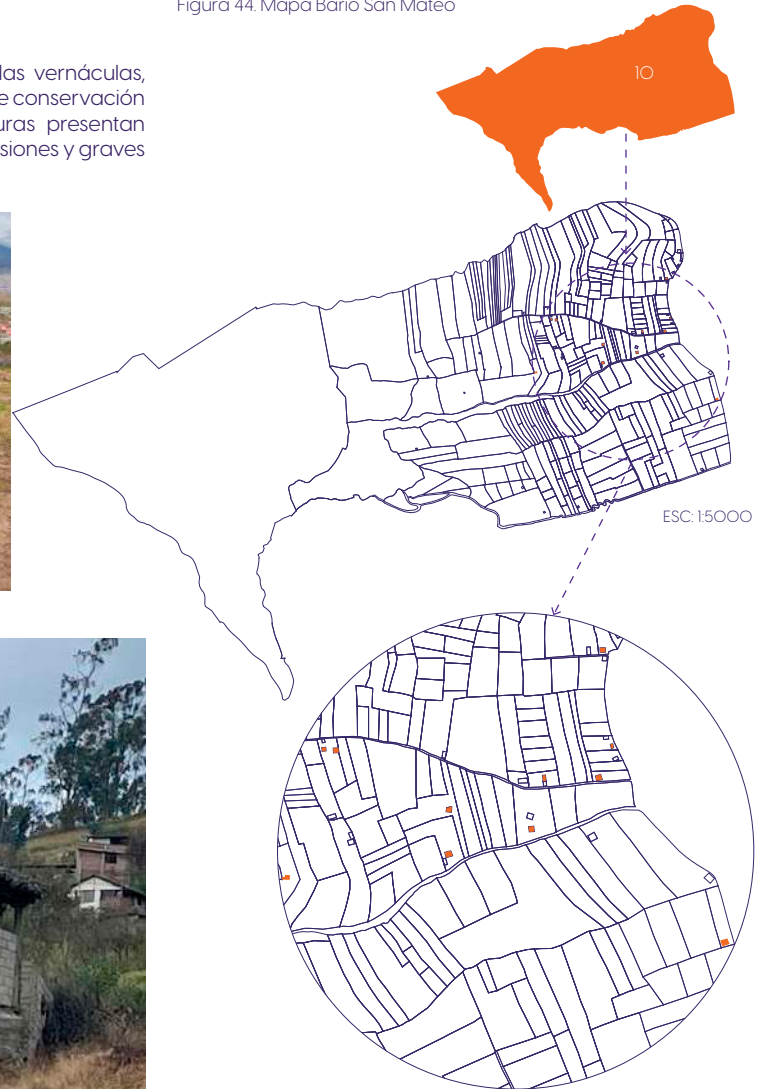 Figura 44. Mapa Bario San Mateo
las vernáculas,
e conservación
uras presentan
siones y graves
10
ESC: 1:5000